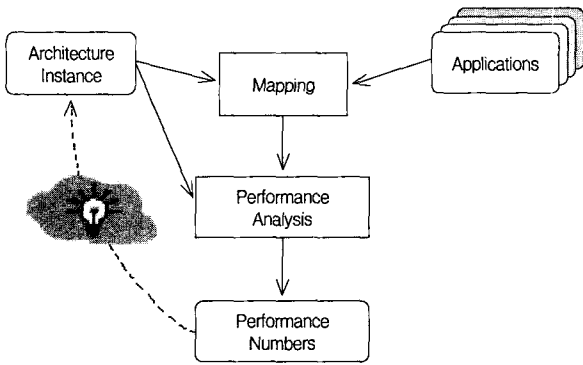 Architecture
Instance
Mapping
Applications
Performance
Analysis
Performance
Numbers